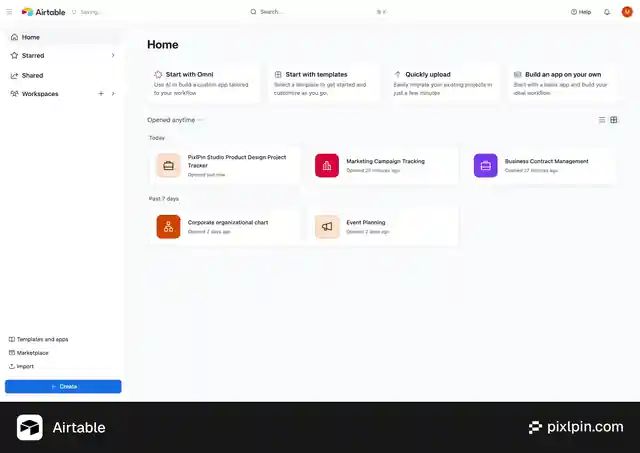 Airtable
Saving...
Search...
⌘ K
Help
M
Home
Starred
Shared
Workspaces
Home
Start with Omni
Use AI to build a custom app tailored
to your workflow
Start with templates
Select a template to get started and
customize as you go.
Quickly upload
Easily migrate your existing projects in
just a few minutes
Build an app on your own
Start with a blank app and build your
ideal workflow.
Opened anytime
Today
PixlPin Studio Product Design Project
Tracker
Opened just now
Marketing Campaign Tracking
Opened 20 minutes ago
Business Contract Management
Opened 37 minutes ago
Past 7 days
Corporate organizational chart
Opened 2 days ago
Event Planning
Opened 2 days ago
Templates and apps
Marketplace
Import
+ Create
Airtable
pixlpin.com